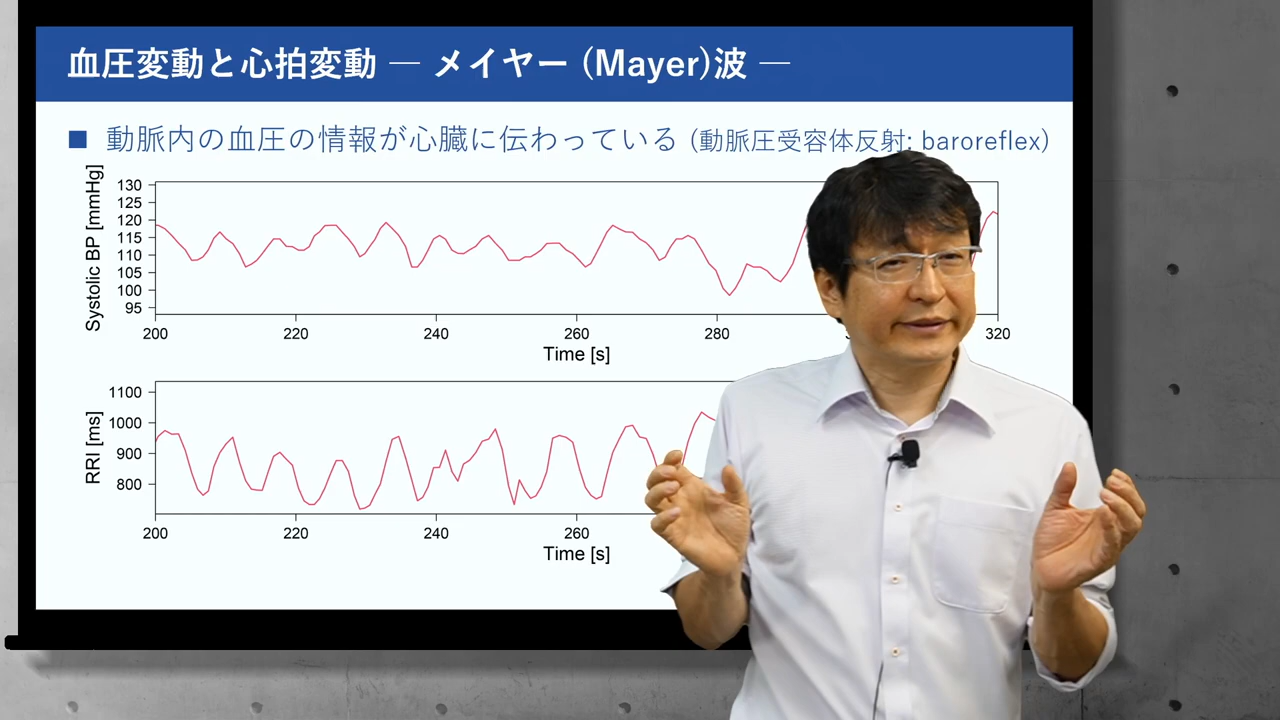 血圧変動と心拍変動 ― メイヤー (Mayer)波 ―
■ 動脈内の血圧の情報が心臓に伝わっている (動脈圧受容体反射: baroreflex)
Systolic BP [mmHg]
130
125
120
115
110
105
100
95
200 220 240 260 280 320
Time [s]
RRI [ms]
1100
1000
900
800
200 220 240 260
Time [s]